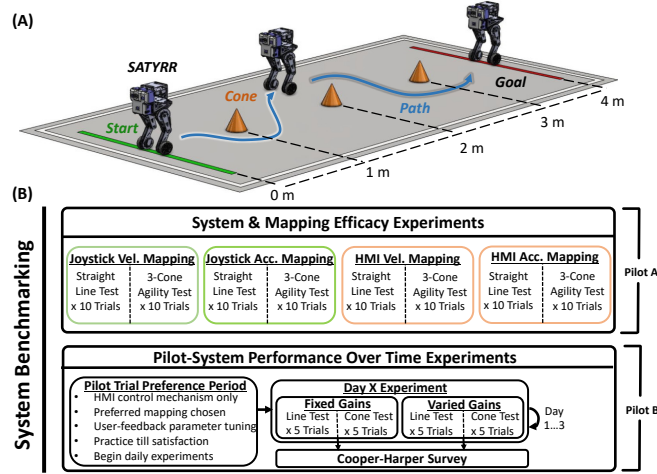 (A)
SATYRR
Cone
Start
Path
Goal
4 m
3 m
2 m
1 m
0 m
(B)
System Benchmarking
System & Mapping Efficacy Experiments
Joystick Vel. Mapping
Straight
Line Test
x 10 Trials
3-Cone
Agility Test
x 10 Trials
Joystick Acc. Mapping
Straight
Line Test
x 10 Trials
3-Cone
Agility Test
x 10 Trials
HMI Vel. Mapping
Straight
Line Test
x 10 Trials
3-Cone
Agility Test
x 10 Trials
HMI Acc. Mapping
Straight
Line Test
x 10 Trials
3-Cone
Agility Test
x 10 Trials
Pilot A
Pilot-System Performance Over Time Experiments
Pilot Trial Preference Period
• HMI control mechanism only
• Preferred mapping chosen
• User-feedback parameter tuning
• Practice till satisfaction
• Begin daily experiments
Day X Experiment
Fixed Gains
Line Test
x 5 Trials
Cone Test
x 5 Trials
Varied Gains
Line Test
x 5 Trials
Cone Test
x 5 Trials
Day
1...3
Cooper-Harper Survey
Pilot B